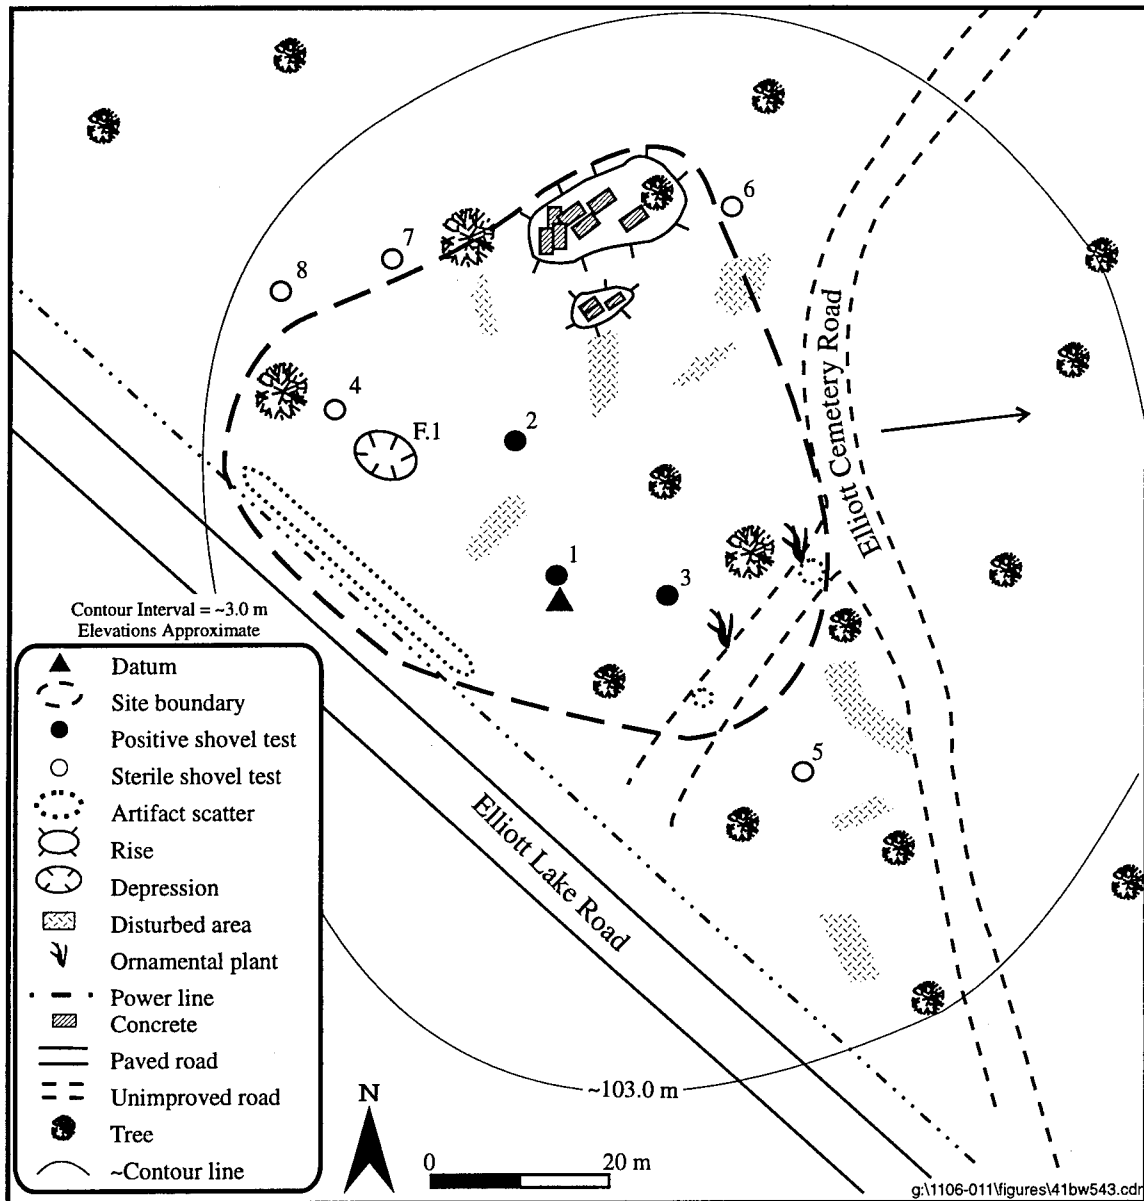 6
7
8
4
F.1
2
Elliott Cemetery Road
1
3
Contour Interval = ~3.0 m
Elevations Approximate
Datum
Site boundary
Positive shovel test
Sterile shovel test
Artifact scatter
Rise
Depression
Disturbed area
Ornamental plant
Power line
Concrete
Paved road
Unimproved road
Tree
~Contour line
5
Elliott Lake Road
~103.0 m
N
0 20 m
g:\1106-011\figures\41bw543.cdr